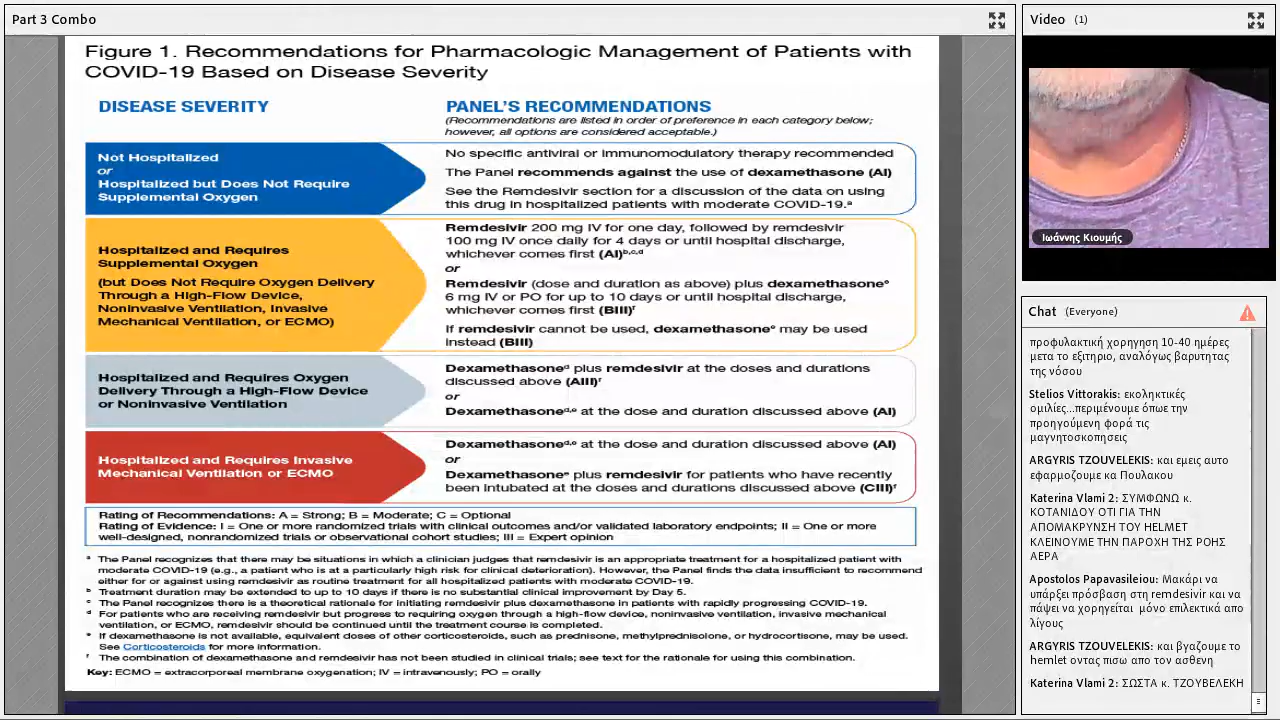 Part 3 Combo
Figure 1. Recommendations for Pharmacologic Management of Patients with
COVID-19 Based on Disease Severity
DISEASE SEVERITY
PANEL'S RECOMMENDATIONS
(Recommendations are listed in order of preference in each category below;
however, all options are considered acceptable.)
Not Hospitalized
or
Hospitalized but Does Not Require
Supplemental Oxygen
No specific antiviral or immunomodulatory therapy recommended
The Panel recommends against the use of dexamethasone (AI)
See the Remdesivir section for a discussion of the data on using
this drug in hospitalized patients with moderate COVID-19.ᵃ
Hospitalized and Requires
Supplemental Oxygen
(but Does Not Require Oxygen Delivery
Through a High-Flow Device,
Noninvasive Ventilation, Invasive
Mechanical Ventilation, or ECMO)
Remdesivir 200 mg IV for one day, followed by remdesivir
100 mg IV once daily for 4 days or until hospital discharge,
whichever comes first (AI)ᵇ,ᶜ,ᵈ
or
Remdesivir (dose and duration as above) plus dexamethasoneᵉ
6 mg IV or PO for up to 10 days or until hospital discharge,
whichever comes first (BIII)ᶠ
If remdesivir cannot be used, dexamethasoneᵉ may be used
instead (BIII)
Hospitalized and Requires Oxygen
Delivery Through a High-Flow Device
or Noninvasive Ventilation
Dexamethasoneᵈ plus remdesivir at the doses and durations
discussed above (AIII)ᶠ
or
Dexamethasoneᵈ,ᵉ at the dose and duration discussed above (AI)
Hospitalized and Requires Invasive
Mechanical Ventilation or ECMO
Dexamethasoneᵈ,ᵉ at the dose and duration discussed above (AI)
or
Dexamethasoneᵉ plus remdesivir for patients who have recently
been intubated at the doses and durations discussed above (CIII)ᶠ
Rating of Recommendations: A = Strong; B = Moderate; C = Optional
Rating of Evidence: I = One or more randomized trials with clinical outcomes and/or validated laboratory endpoints; II = One or more
well-designed, nonrandomized trials or observational cohort studies; III = Expert opinion
ᵃ The Panel recognizes that there may be situations in which a clinician judges that remdesivir is an appropriate treatment for a hospitalized patient with
moderate COVID-19 (e.g., a patient who is at a particularly high risk for clinical deterioration). However, the Panel finds the data insufficient to recommend
either for or against using remdesivir as routine treatment for all hospitalized patients with moderate COVID-19.
ᵇ Treatment duration may be extended to up to 10 days if there is no substantial clinical improvement by Day 5.
ᶜ The Panel recognizes there is a theoretical rationale for initiating remdesivir plus dexamethasone in patients with rapidly progressing COVID-19.
ᵈ For patients who are receiving remdesivir but progress to requiring oxygen through a high-flow device, noninvasive ventilation, invasive mechanical
ventilation, or ECMO, remdesivir should be continued until the treatment course is completed.
ᵉ If dexamethasone is not available, equivalent doses of other corticosteroids, such as prednisone, methylprednisolone, or hydrocortisone, may be used.
See Corticosteroids for more information.
ᶠ The combination of dexamethasone and remdesivir has not been studied in clinical trials; see text for the rationale for using this combination.
Key: ECMO = extracorporeal membrane oxygenation; IV = intravenously; PO = orally
Video (1)
Ιωάννης Κιουμής
Chat (Everyone)
προφυλακτική χορηγηση 10-40 ημέρες
μετα το εξιτηριο, αναλόγως βαρυτητας
της νόσου
Stelios Vittorakis: εκοληκτικές
ομιλίες...περιμένουμε όπως την
προηγούμενη φορά τις
μαγνητοσκοπησεις
ARGYRIS TZOUVELEKIS: και εμεις αυτο
εφαρμοζουμε κα Πουλακου
Katerina Vlami 2: ΣΥΜΦΩΝΩ κ.
ΚΟΤΑΝΙΔΟΥ ΟΤΙ ΓΙΑ ΤΗΝ
ΑΠΟΜΑΚΡΥΝΣΗ ΤΟΥ HELMET
ΚΛΕΙΝΟΥΜΕ ΤΗΝ ΠΑΡΟΧΗ ΤΗΣ ΡΟΗΣ
ΑΕΡΑ
Apostolos Papavasileiou: Μακάρι να
υπάρξει πρόσβαση στη remdesivir και να
πάψει να χορηγείται μόνο επιλεκτικά απο
λίγους
ARGYRIS TZOUVELEKIS: και βγαζουμε το
hemlet οντας πισω απο τον ασθενη
Katerina Vlami 2: ΣΩΣΤΑ κ. ΤΖΟΥΒΕΛΕΚΗ